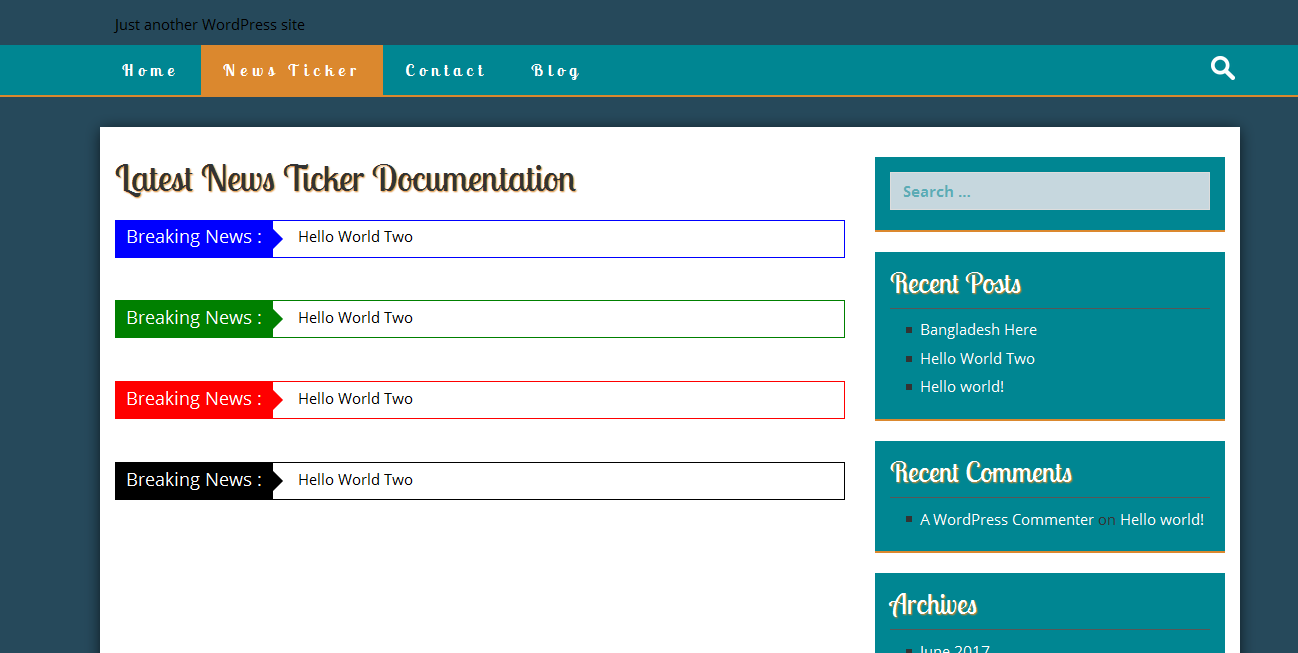 Just another WordPress site
Home News Ticker Contact Blog
Latest News Ticker Documentation
Breaking News : Hello World Two
Breaking News : Hello World Two
Breaking News : Hello World Two
Breaking News : Hello World Two
Search ...
Recent Posts
Bangladesh Here
Hello World Two
Hello world!
Recent Comments
A WordPress Commenter on Hello world!
Archives
June 2017